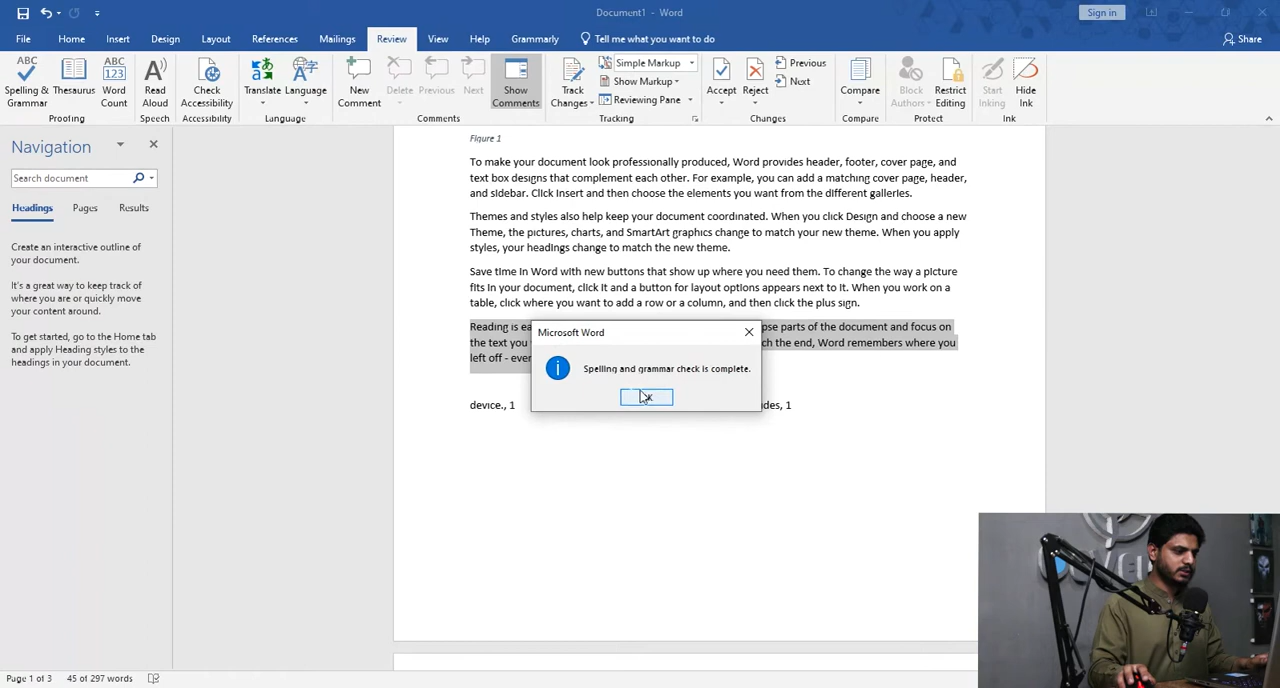 Document1 - Word
Sign in
File Home Insert Design Layout References Mailings Review View Help Grammarly Tell me what you want to do Share
Spelling & Grammar Thesaurus Word Count Read Aloud Check Accessibility Translate Language New Comment Delete Previous Next Show Comments Track Changes Simple Markup Show Markup Reviewing Pane Accept Reject Previous Next Compare Block Authors Restrict Editing Start Inking Hide Ink
Proofing Speech Accessibility Language Comments Tracking Changes Compare Protect Ink
Navigation
Search document
Headings Pages Results
Create an interactive outline of
your document.
It's a great way to keep track of
where you are or quickly move
your content around.
To get started, go to the Home tab
and apply Heading styles to the
headings in your document.
Figure 1
To make your document look professionally produced, Word provides header, footer, cover page, and
text box designs that complement each other. For example, you can add a matching cover page, header,
and sidebar. Click Insert and then choose the elements you want from the different galleries.
Themes and styles also help keep your document coordinated. When you click Design and choose a new
Theme, the pictures, charts, and SmartArt graphics change to match your new theme. When you apply
styles, your headings change to match the new theme.
Save time in Word with new buttons that show up where you need them. To change the way a picture
fits in your document, click it and a button for layout options appears next to it. When you work on a
table, click where you want to add a row or a column, and then click the plus sign.
Reading is parts of the document and focus on
the text you the end, Word remembers where you
left off -
device., 1 , 1
Microsoft Word
Spelling and grammar check is complete.
Page 1 of 3 45 of 297 words